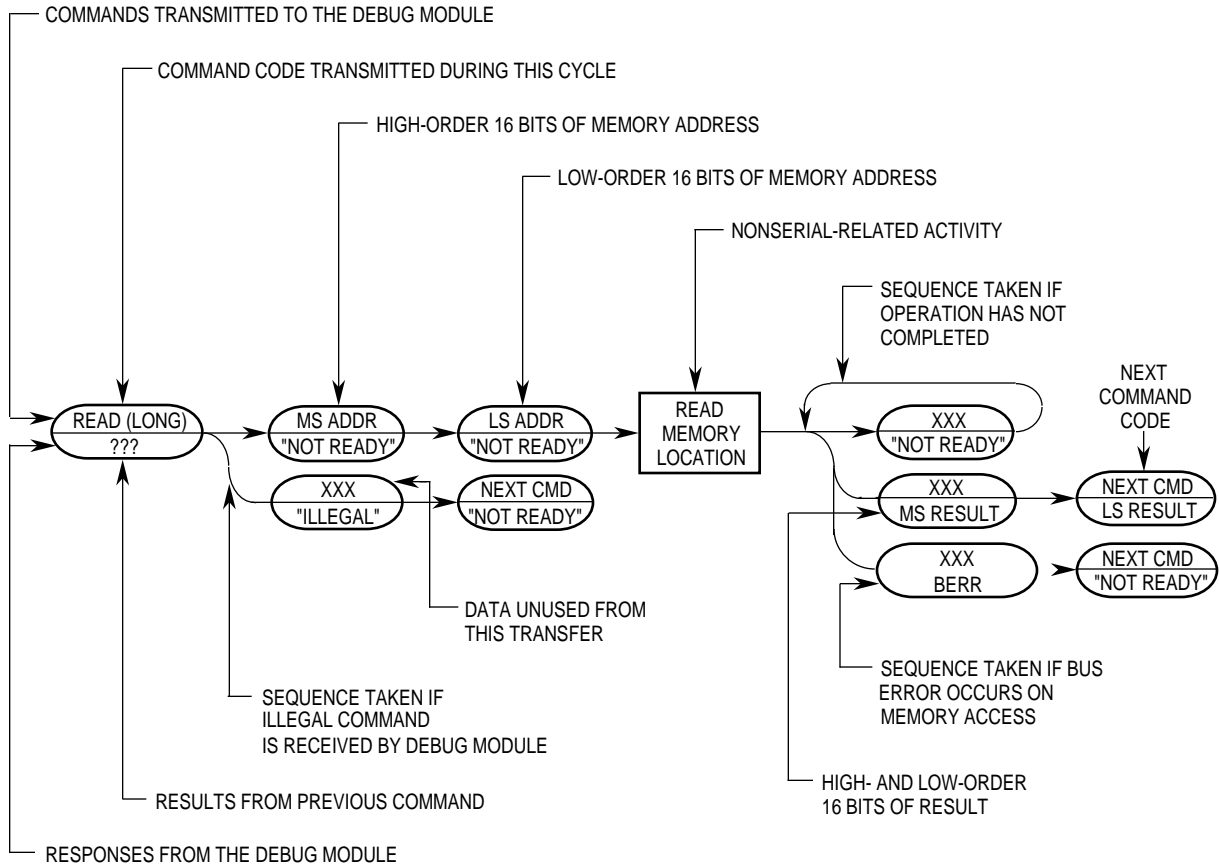 COMMANDS TRANSMITTED TO THE DEBUG MODULE
COMMAND CODE TRANSMITTED DURING THIS CYCLE
HIGH-ORDER 16 BITS OF MEMORY ADDRESS
LOW-ORDER 16 BITS OF MEMORY ADDRESS
NONSERIAL-RELATED ACTIVITY
SEQUENCE TAKEN IF
OPERATION HAS NOT
COMPLETED
NEXT
COMMAND
CODE
READ (LONG)
???
MS ADDR
"NOT READY"
LS ADDR
"NOT READY"
READ
MEMORY
LOCATION
XXX
"NOT READY"
XXX
"ILLEGAL"
NEXT CMD
"NOT READY"
XXX
MS RESULT
NEXT CMD
LS RESULT
XXX
BERR
NEXT CMD
"NOT READY"
DATA UNUSED FROM
THIS TRANSFER
SEQUENCE TAKEN IF BUS
ERROR OCCURS ON
MEMORY ACCESS
SEQUENCE TAKEN IF
ILLEGAL COMMAND
IS RECEIVED BY DEBUG MODULE
HIGH- AND LOW-ORDER
16 BITS OF RESULT
RESULTS FROM PREVIOUS COMMAND
RESPONSES FROM THE DEBUG MODULE